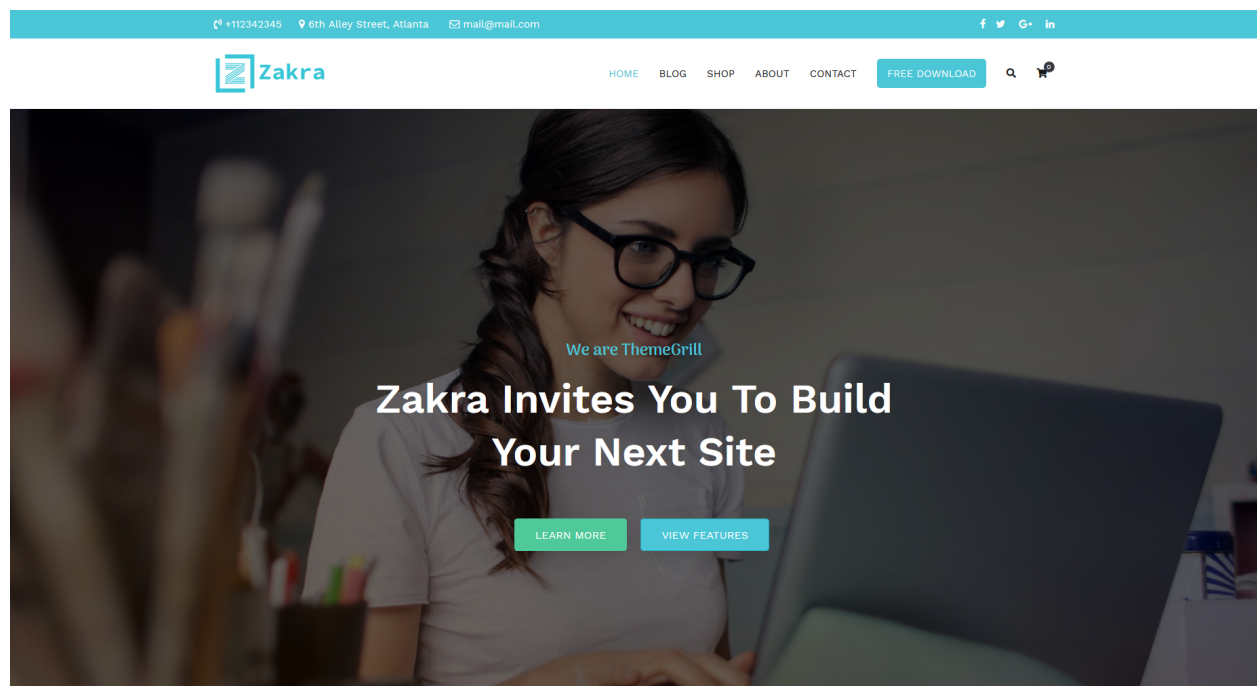 +112342345 6th Alley Street, Atlanta mail@mail.com f G+ in
Zakra HOME BLOG SHOP ABOUT CONTACT FREE DOWNLOAD 0
We are ThemeGrill
Zakra Invites You To Build
Your Next Site
LEARN MORE VIEW FEATURES